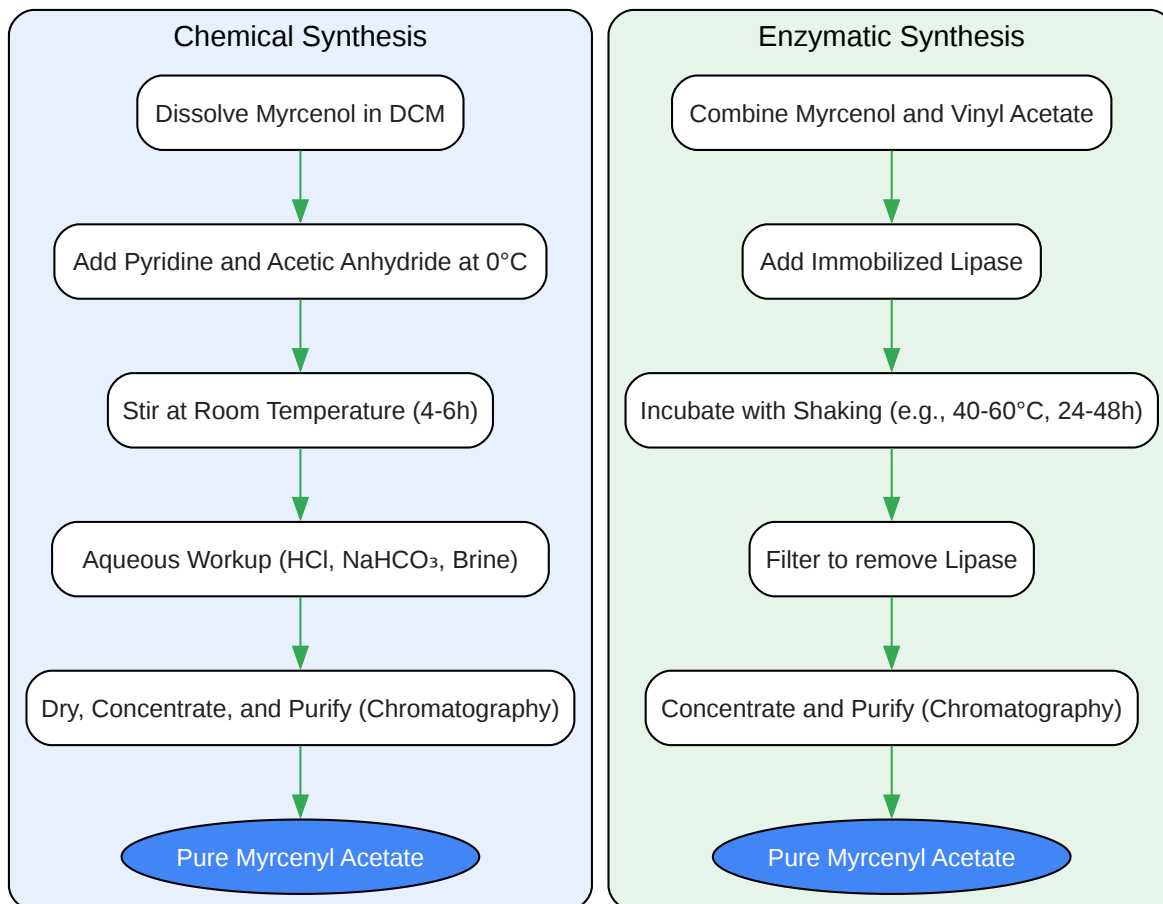 Chemical Synthesis
Dissolve Myrcenol in DCM
Add Pyridine and Acetic Anhydride at 0°C
Stir at Room Temperature (4-6h)
Aqueous Workup (HCl, NaHCO₃, Brine)
Dry, Concentrate, and Purify (Chromatography)
Pure Myrcenyl Acetate
Enzymatic Synthesis
Combine Myrcenol and Vinyl Acetate
Add Immobilized Lipase
Incubate with Shaking (e.g., 40-60°C, 24-48h)
Filter to remove Lipase
Concentrate and Purify (Chromatography)
Pure Myrcenyl Acetate